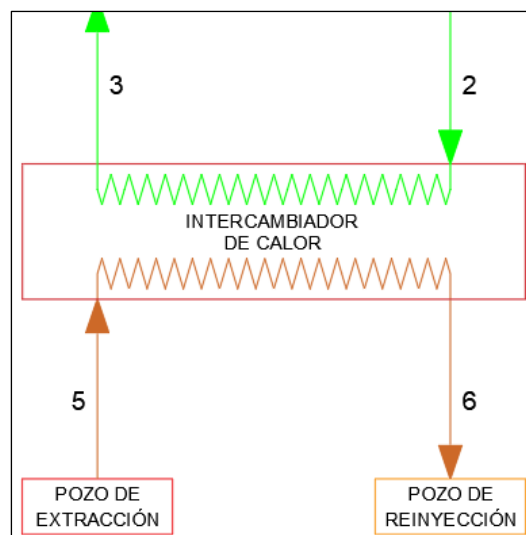 3
2
INTERCAMBIADOR
DE CALOR
5
6
POZO DE
EXTRACCIÓN
POZO DE
REINYECCIÓN